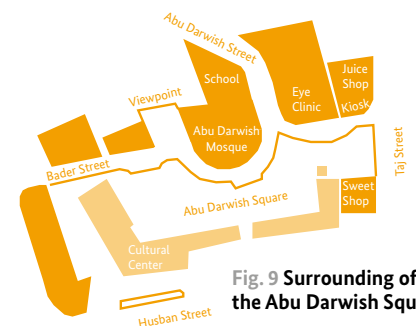 Abu Darwish Street
School
Juice
Shop
Eye
Clinic
Viewpoint
Kiosk
Abu Darwish
Mosque
Taj Street
Bader Street
Sweet
Shop
Abu Darwish Square
Cultural
Center
Husban Street
Fig. 9 Surrounding of
the Abu Darwish Squ